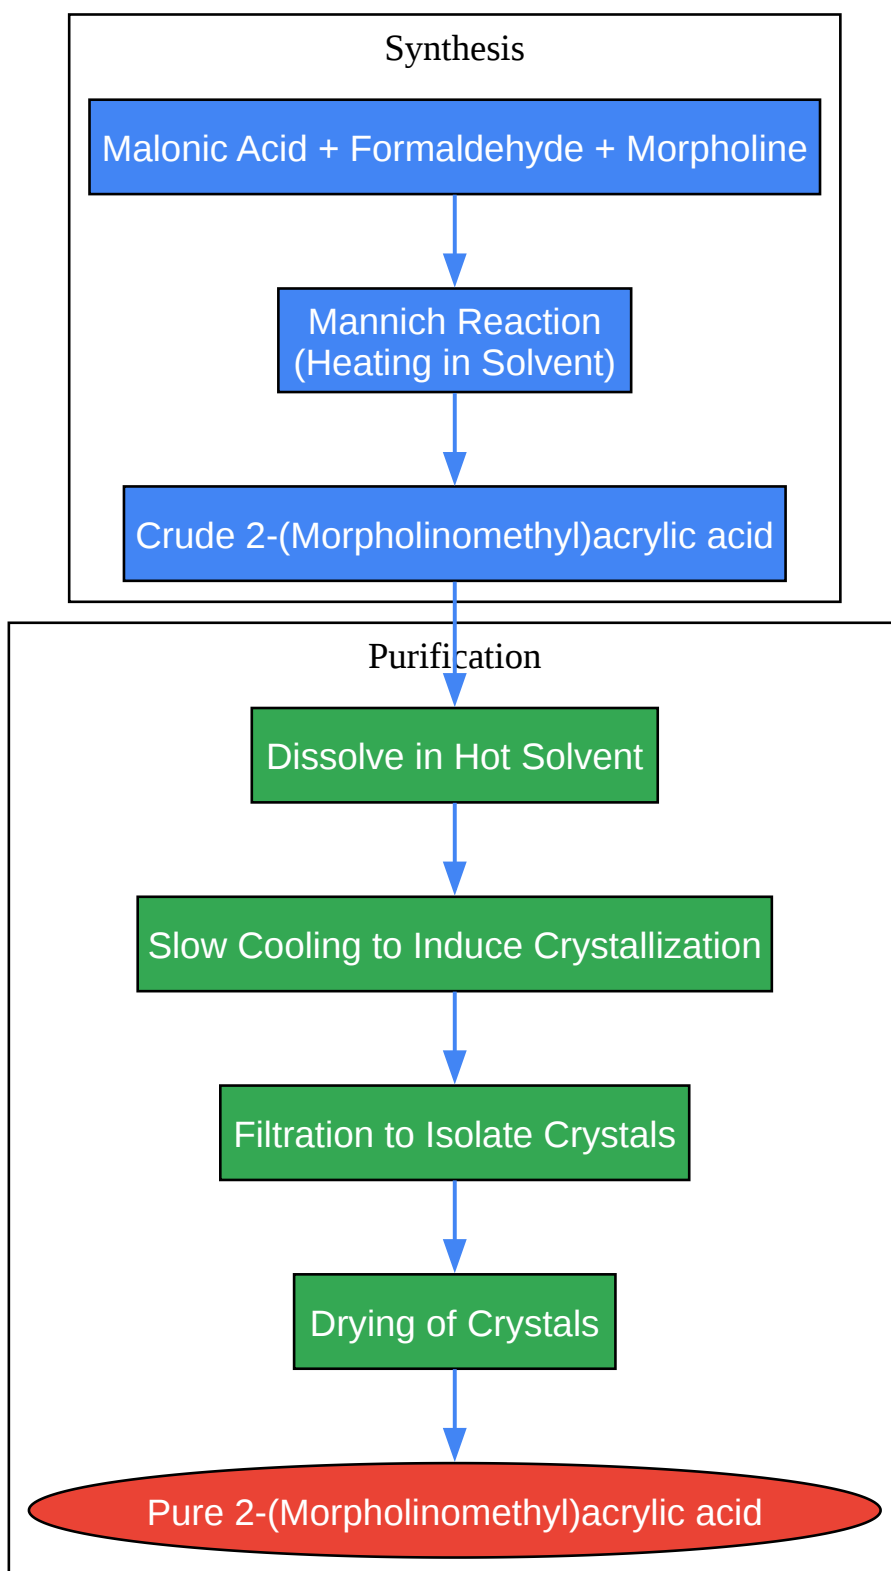 Synthesis
Malonic Acid + Formaldehyde + Morpholine
Mannich Reaction
(Heating in Solvent)
Crude 2-(Morpholinomethyl)acrylic acid
Purification
Dissolve in Hot Solvent
Slow Cooling to Induce Crystallization
Filtration to Isolate Crystals
Drying of Crystals
Pure 2-(Morpholinomethyl)acrylic acid